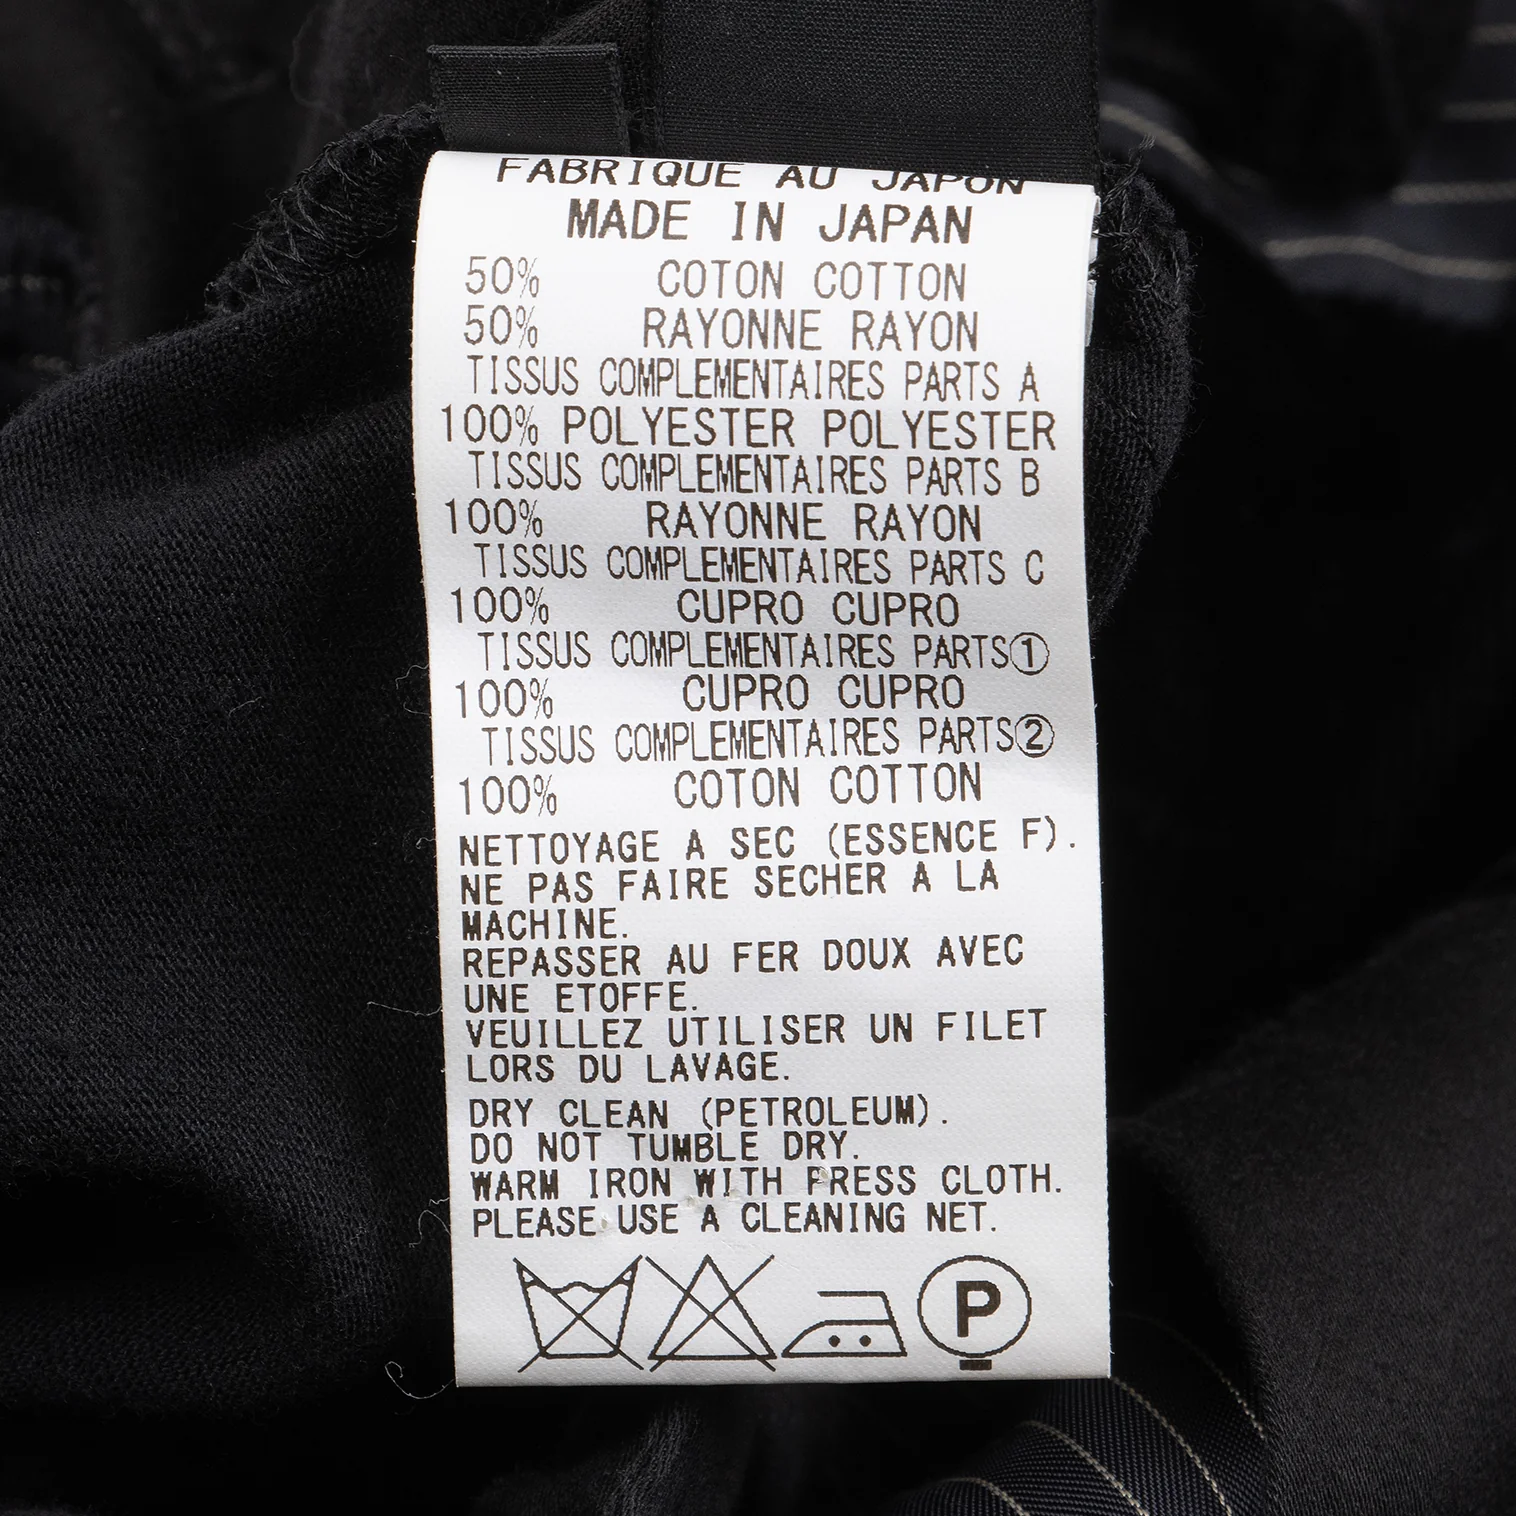 FABRIQUE AU JAPON
MADE IN JAPAN
50% COTON COTTON
50% RAYONNE RAYON
TISSUS COMPLEMENTAIRES PARTS A
100% POLYESTER POLYESTER
TISSUS COMPLEMENTAIRES PARTS B
100% RAYONNE RAYON
TISSUS COMPLEMENTAIRES PARTS C
100% CUPRO CUPRO
TISSUS COMPLEMENTAIRES PARTS①
100% CUPRO CUPRO
TISSUS COMPLEMENTAIRES PARTS②
100% COTON COTTON
NETTOYAGE A SEC (ESSENCE F).
NE PAS FAIRE SECHER A LA
MACHINE.
REPASSER AU FER DOUX AVEC
UNE ETOFFE.
VEUILLEZ UTILISER UN FILET
LORS DU LAVAGE.
DRY CLEAN (PETROLEUM).
DO NOT TUMBLE DRY.
WARM IRON WITH PRESS CLOTH.
PLEASE USE A CLEANING NET.
P